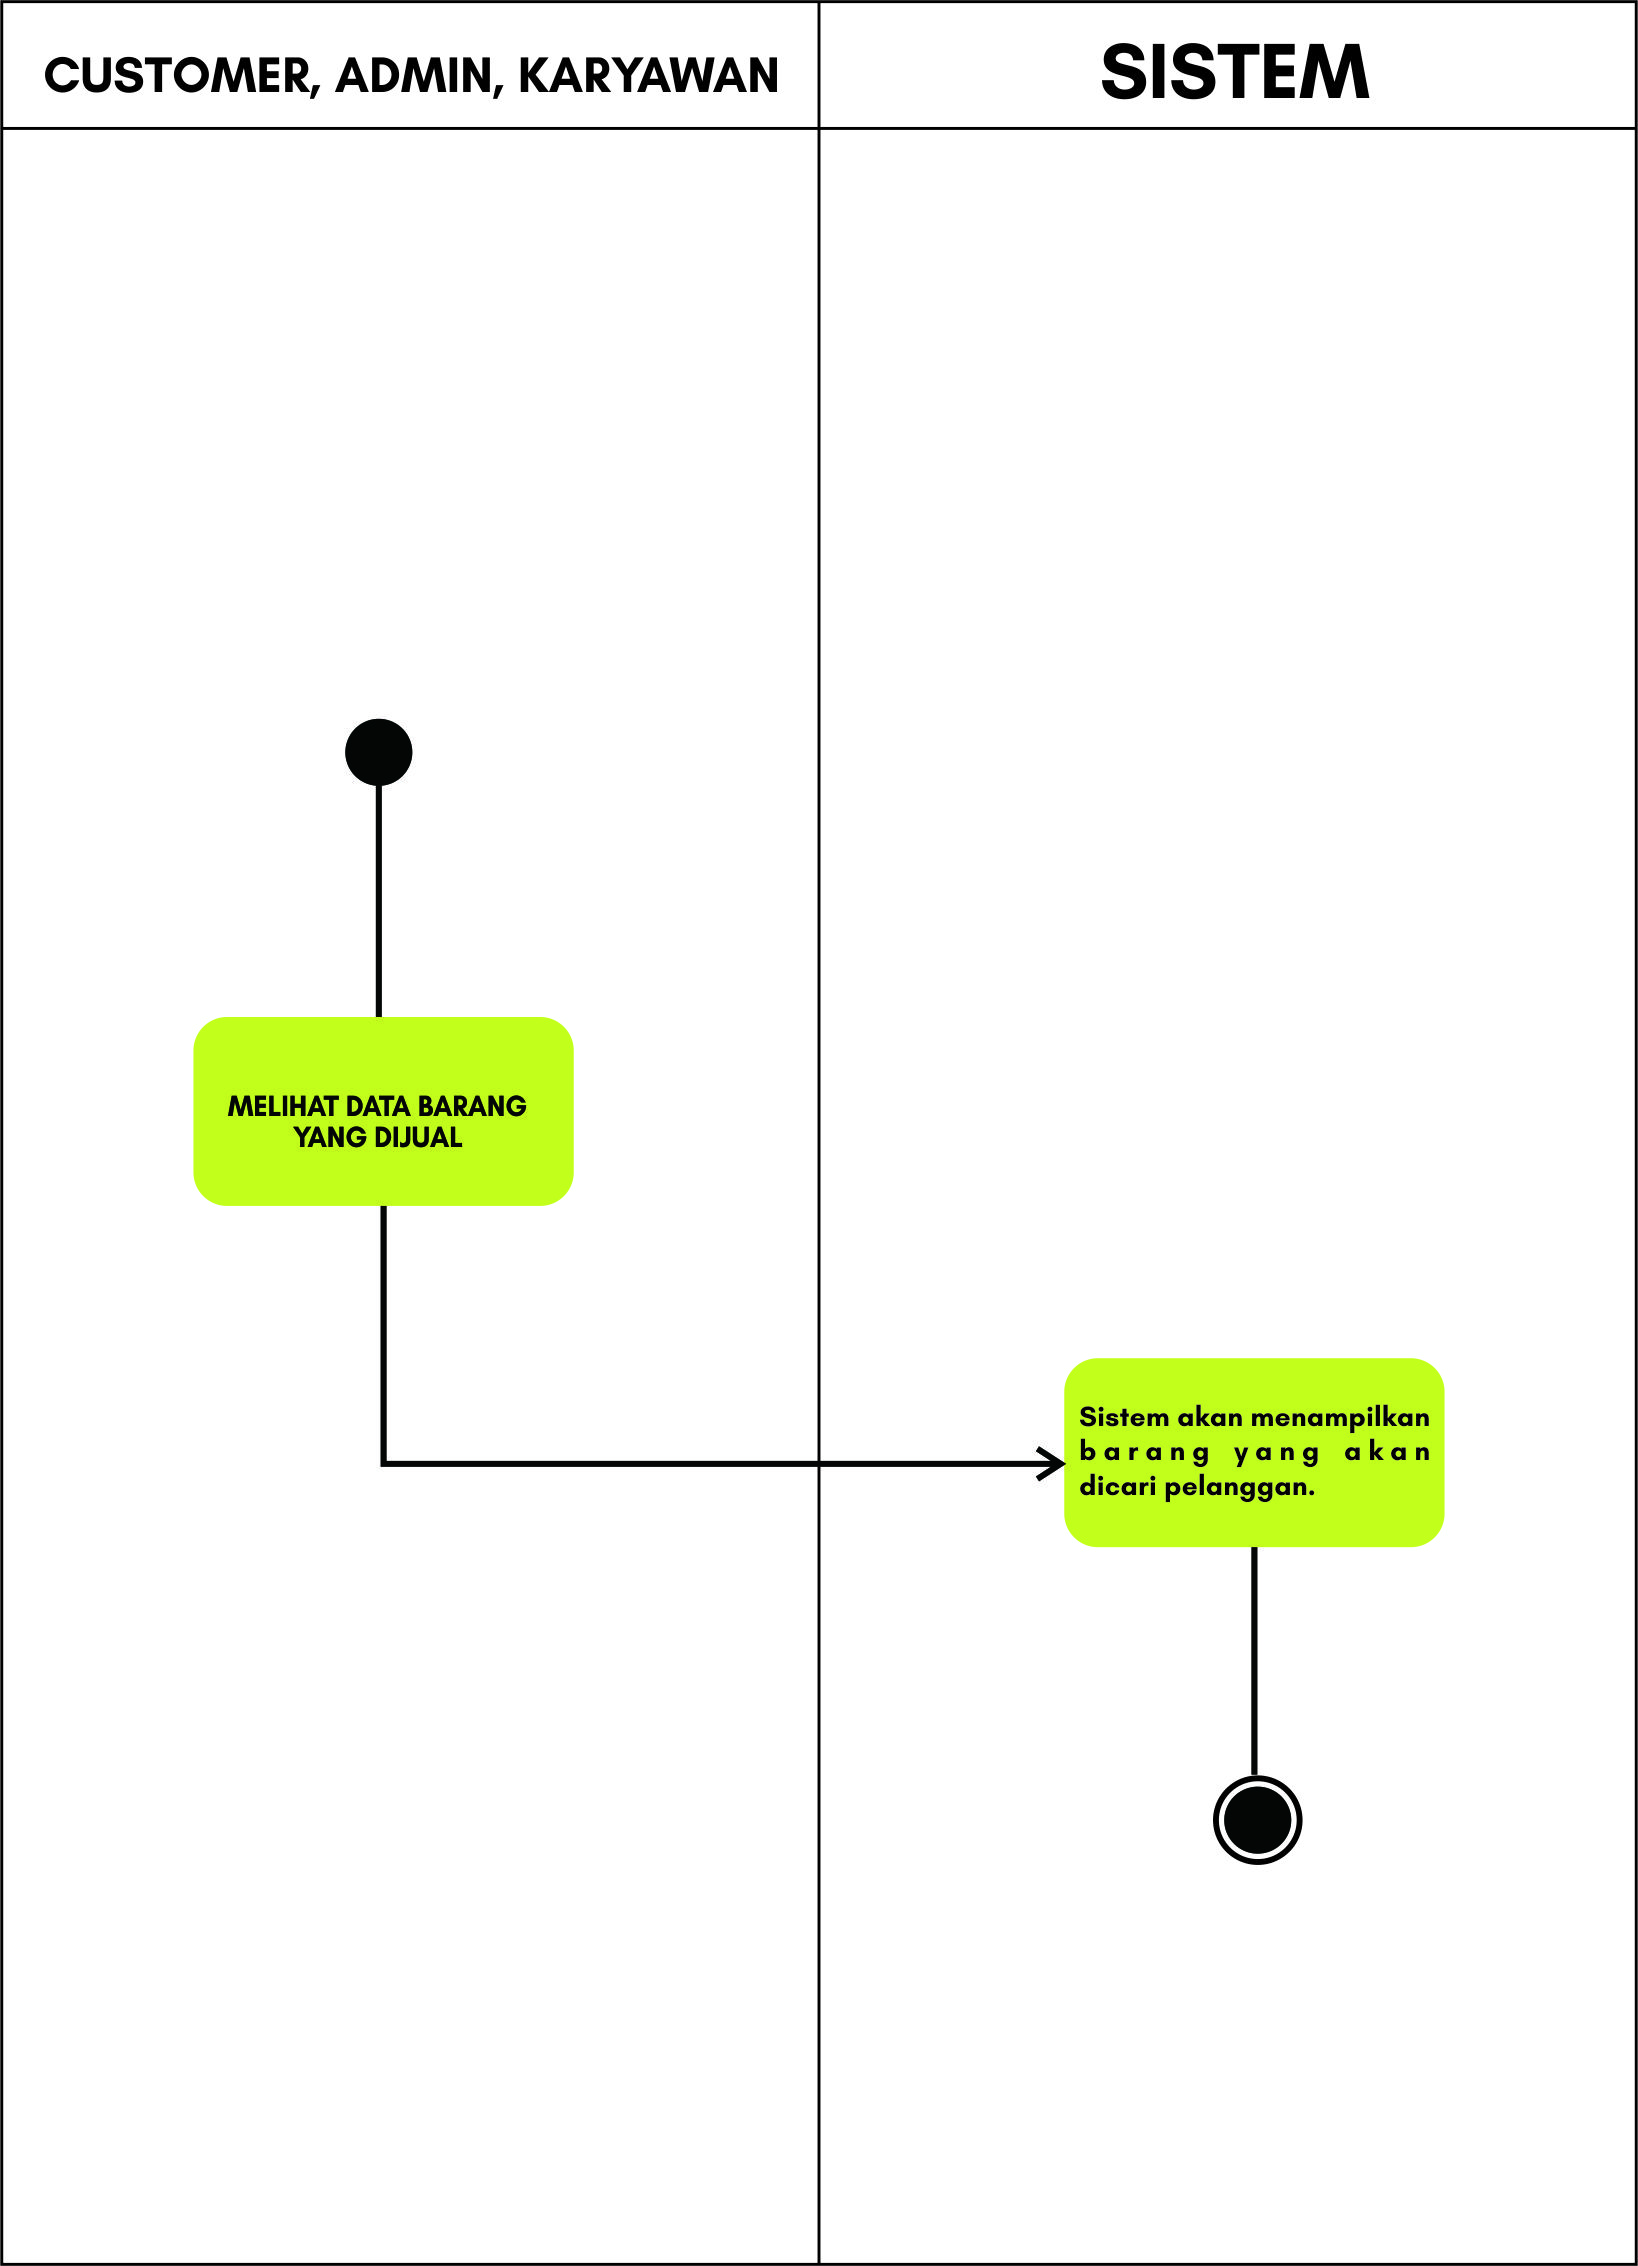 CUSTOMER, ADMIN, KARYAWAN
SISTEM
MELIHAT DATA BARANG
YANG DIJUAL
Sistem akan menampilkan
barang yang akan
dicari pelanggan.